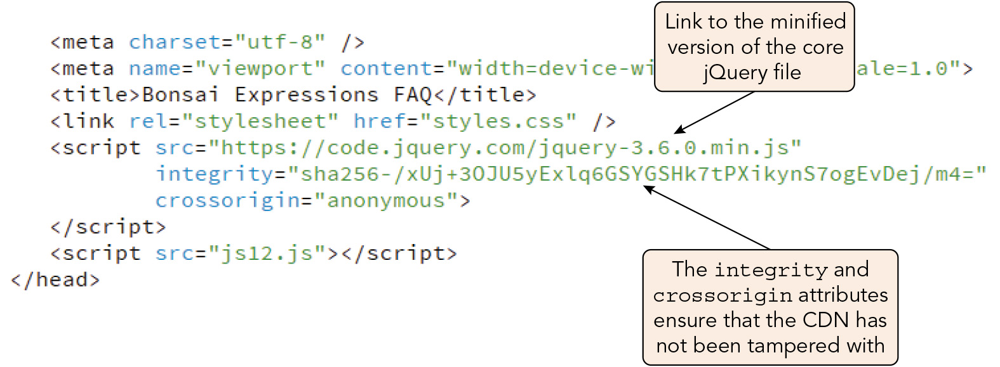 <meta charset="utf-8" />
<meta name="viewport" content="width=device-wi ale=1.0">
<title>Bonsai Expressions FAQ</title>
<link rel="stylesheet" href="styles.css" />
<script src="https://code.jquery.com/jquery-3.6.0.min.js"
integrity="sha256-/xUj+3OJU5yExlq6GSYGSHk7tPXikynS7ogEvDej/m4="
crossorigin="anonymous">
</script>
<script src="js12.js"></script>
</head>
Link to the minified
version of the core
jQuery file
The integrity and
crossorigin attributes
ensure that the CDN has
not been tampered with